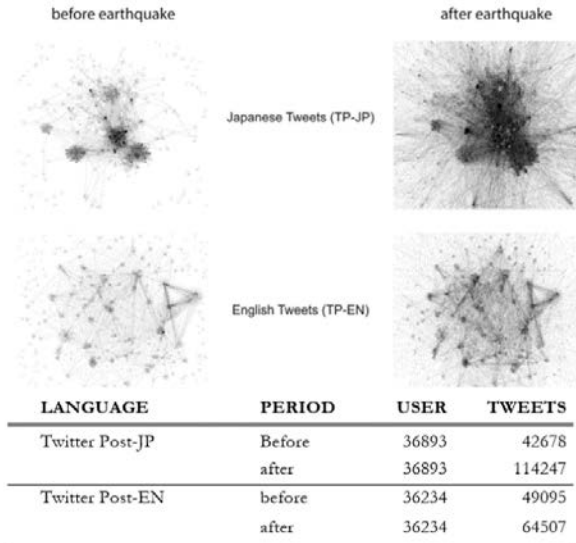 before earthquake after earthquake
Japanese Tweets (TP-JP)
English Tweets (TP-EN)
LANGUAGE PERIOD USER TWEETS
Twitter Post-JP Before 36893 42678
after 36893 114247
Twitter Post-EN before 36234 49095
after 36234 64507